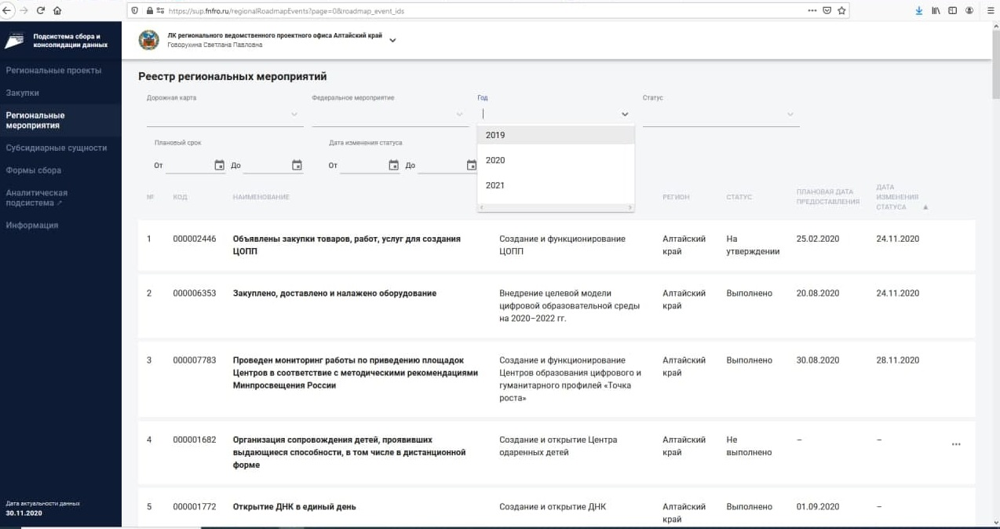 https://sup.fnfro.ru/regionalRoadmapEvents?page=0&roadmap_event_ids
Подсистема сбора и
консолидации данных
ЛК регионального ведомственного проектного офиса Алтайский край
Говорухина Светлана Павловна
Региональные проекты
Закупки
Региональные
мероприятия
Субсидиарные сущности
Формы сбора
Аналитическая
подсистема ↗
Информация
Дата актуальности данных
30.11.2020
Реестр региональных мероприятий
Дорожная карта
Федеральное мероприятие
Год
Статус
2019
2020
2021
Плановый срок
Дата изменения статуса
От
До
От
До
№
КОД
НАИМЕНОВАНИЕ
РЕГИОН
СТАТУС
ПЛАНОВАЯ ДАТА
ПРЕДОСТАВЛЕНИЯ
ДАТА
ИЗМЕНЕНИЯ
СТАТУСА ▲
1
000002446
Объявлены закупки товаров, работ, услуг для создания
ЦОПП
Создание и функционирование
ЦОПП
Алтайский
край
На
утверждении
25.02.2020
24.11.2020
2
000006353
Закуплено, доставлено и налажено оборудование
Внедрение целевой модели
цифровой образовательной среды
на 2020–2022 гг.
Алтайский
край
Выполнено
20.08.2020
24.11.2020
3
000007783
Проведен мониторинг работы по приведению площадок
Центров в соответствие с методическими рекомендациями
Минпросвещения России
Создание и функционирование
Центров образования цифрового и
гуманитарного профилей «Точка
роста»
Алтайский
край
Выполнено
30.08.2020
28.11.2020
4
000001682
Организация сопровождения детей, проявивших
выдающиеся способности, в том числе в дистанционной
форме
Создание и открытие Центра
одаренных детей
Алтайский
край
Не
выполнено
–
–
...
5
000001772
Открытие ДНК в единый день
Создание и открытие ДНК
Алтайский
край
Выполнено
01.09.2020
–